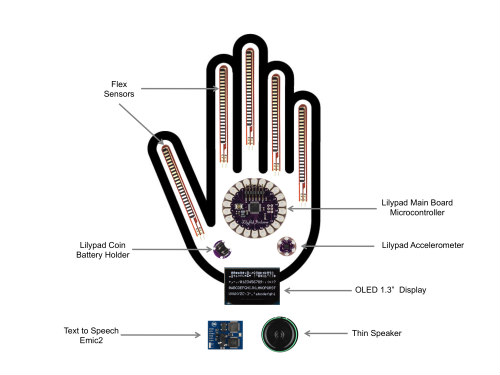 Flex
Sensors
Lilypad Main Board
Microcontroller
Lilypad Coin
Battery Holder
Lilypad Accelerometer
OLED 1.3” Display
Text to Speech
Emic2
Thin Speaker